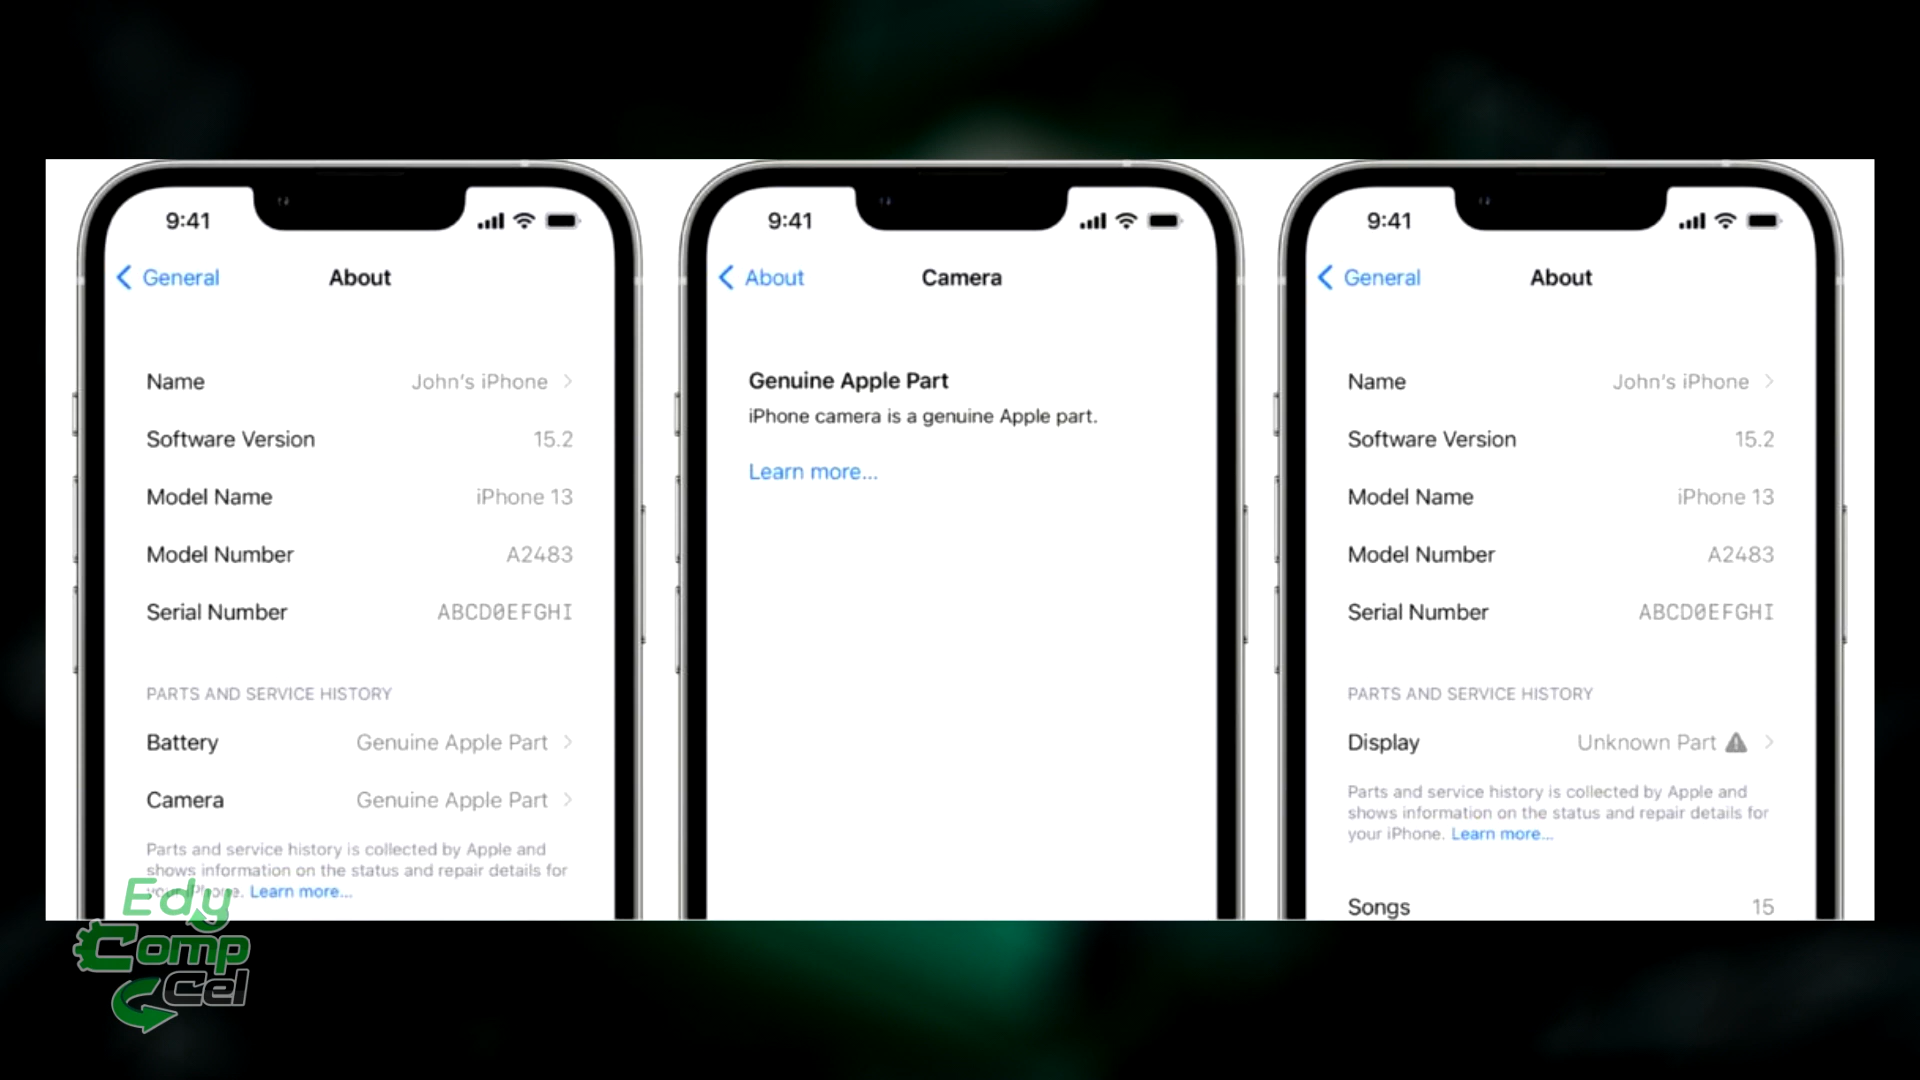 9:41
General
About
Name
John's iPhone
Software Version
15.2
Model Name
iPhone 13
Model Number
A2483
Serial Number
ABCD0EFGHI
PARTS AND SERVICE HISTORY
Battery
Genuine Apple Part
Camera
Genuine Apple Part
Parts and service history is collected by Apple and
shows information on the status and repair details for
your iPhone. Learn more...
9:41
About
Camera
Genuine Apple Part
iPhone camera is a genuine Apple part.
Learn more...
9:41
General
About
Name
John's iPhone
Software Version
15.2
Model Name
iPhone 13
Model Number
A2483
Serial Number
ABCD0EFGHI
PARTS AND SERVICE HISTORY
Display
Unknown Part
Parts and service history is collected by Apple and
shows information on the status and repair details for
your iPhone. Learn more...
Songs
15
Edy
Comp
Cel